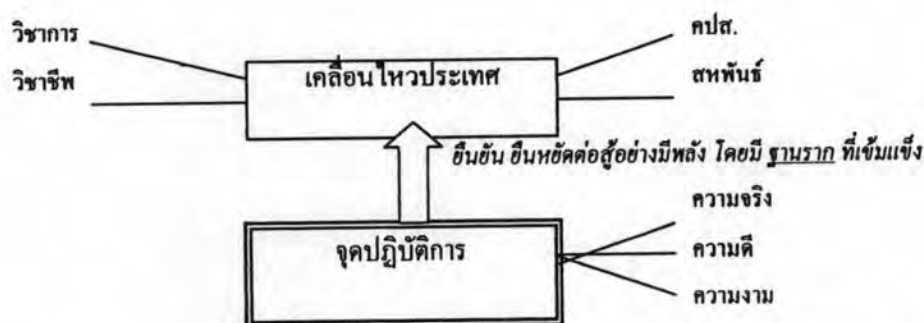 วิชาการ
คปส.
เคลื่อนไหวประเทศ
วิชาชีพ
สหพันธ์
ยืนยัน ยืนหยัดต่อสู้อย่างมีพลัง โดยมี ฐานราก ที่เข้มแข็ง
ความจริง
จุดปฏิบัติการ
ความดี
ความงาม